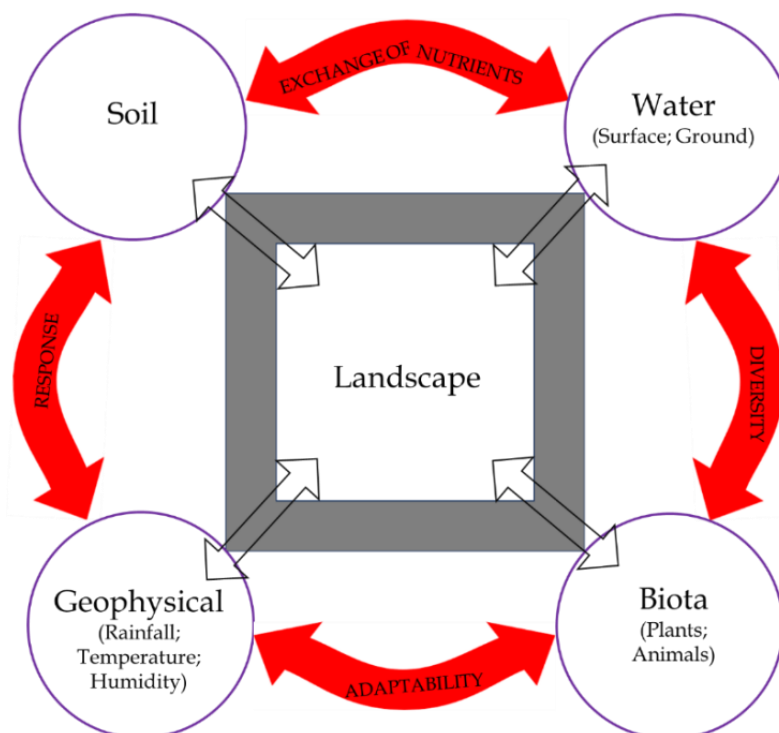 EXCHANGE OF NUTRIENTS
Soil
Water
(Surface; Ground)
RESPONSE
Landscape
DIVERSITY
Geophysical
(Rainfall;
Temperature;
Humidity)
Biota
(Plants;
Animals)
ADAPTABILITY